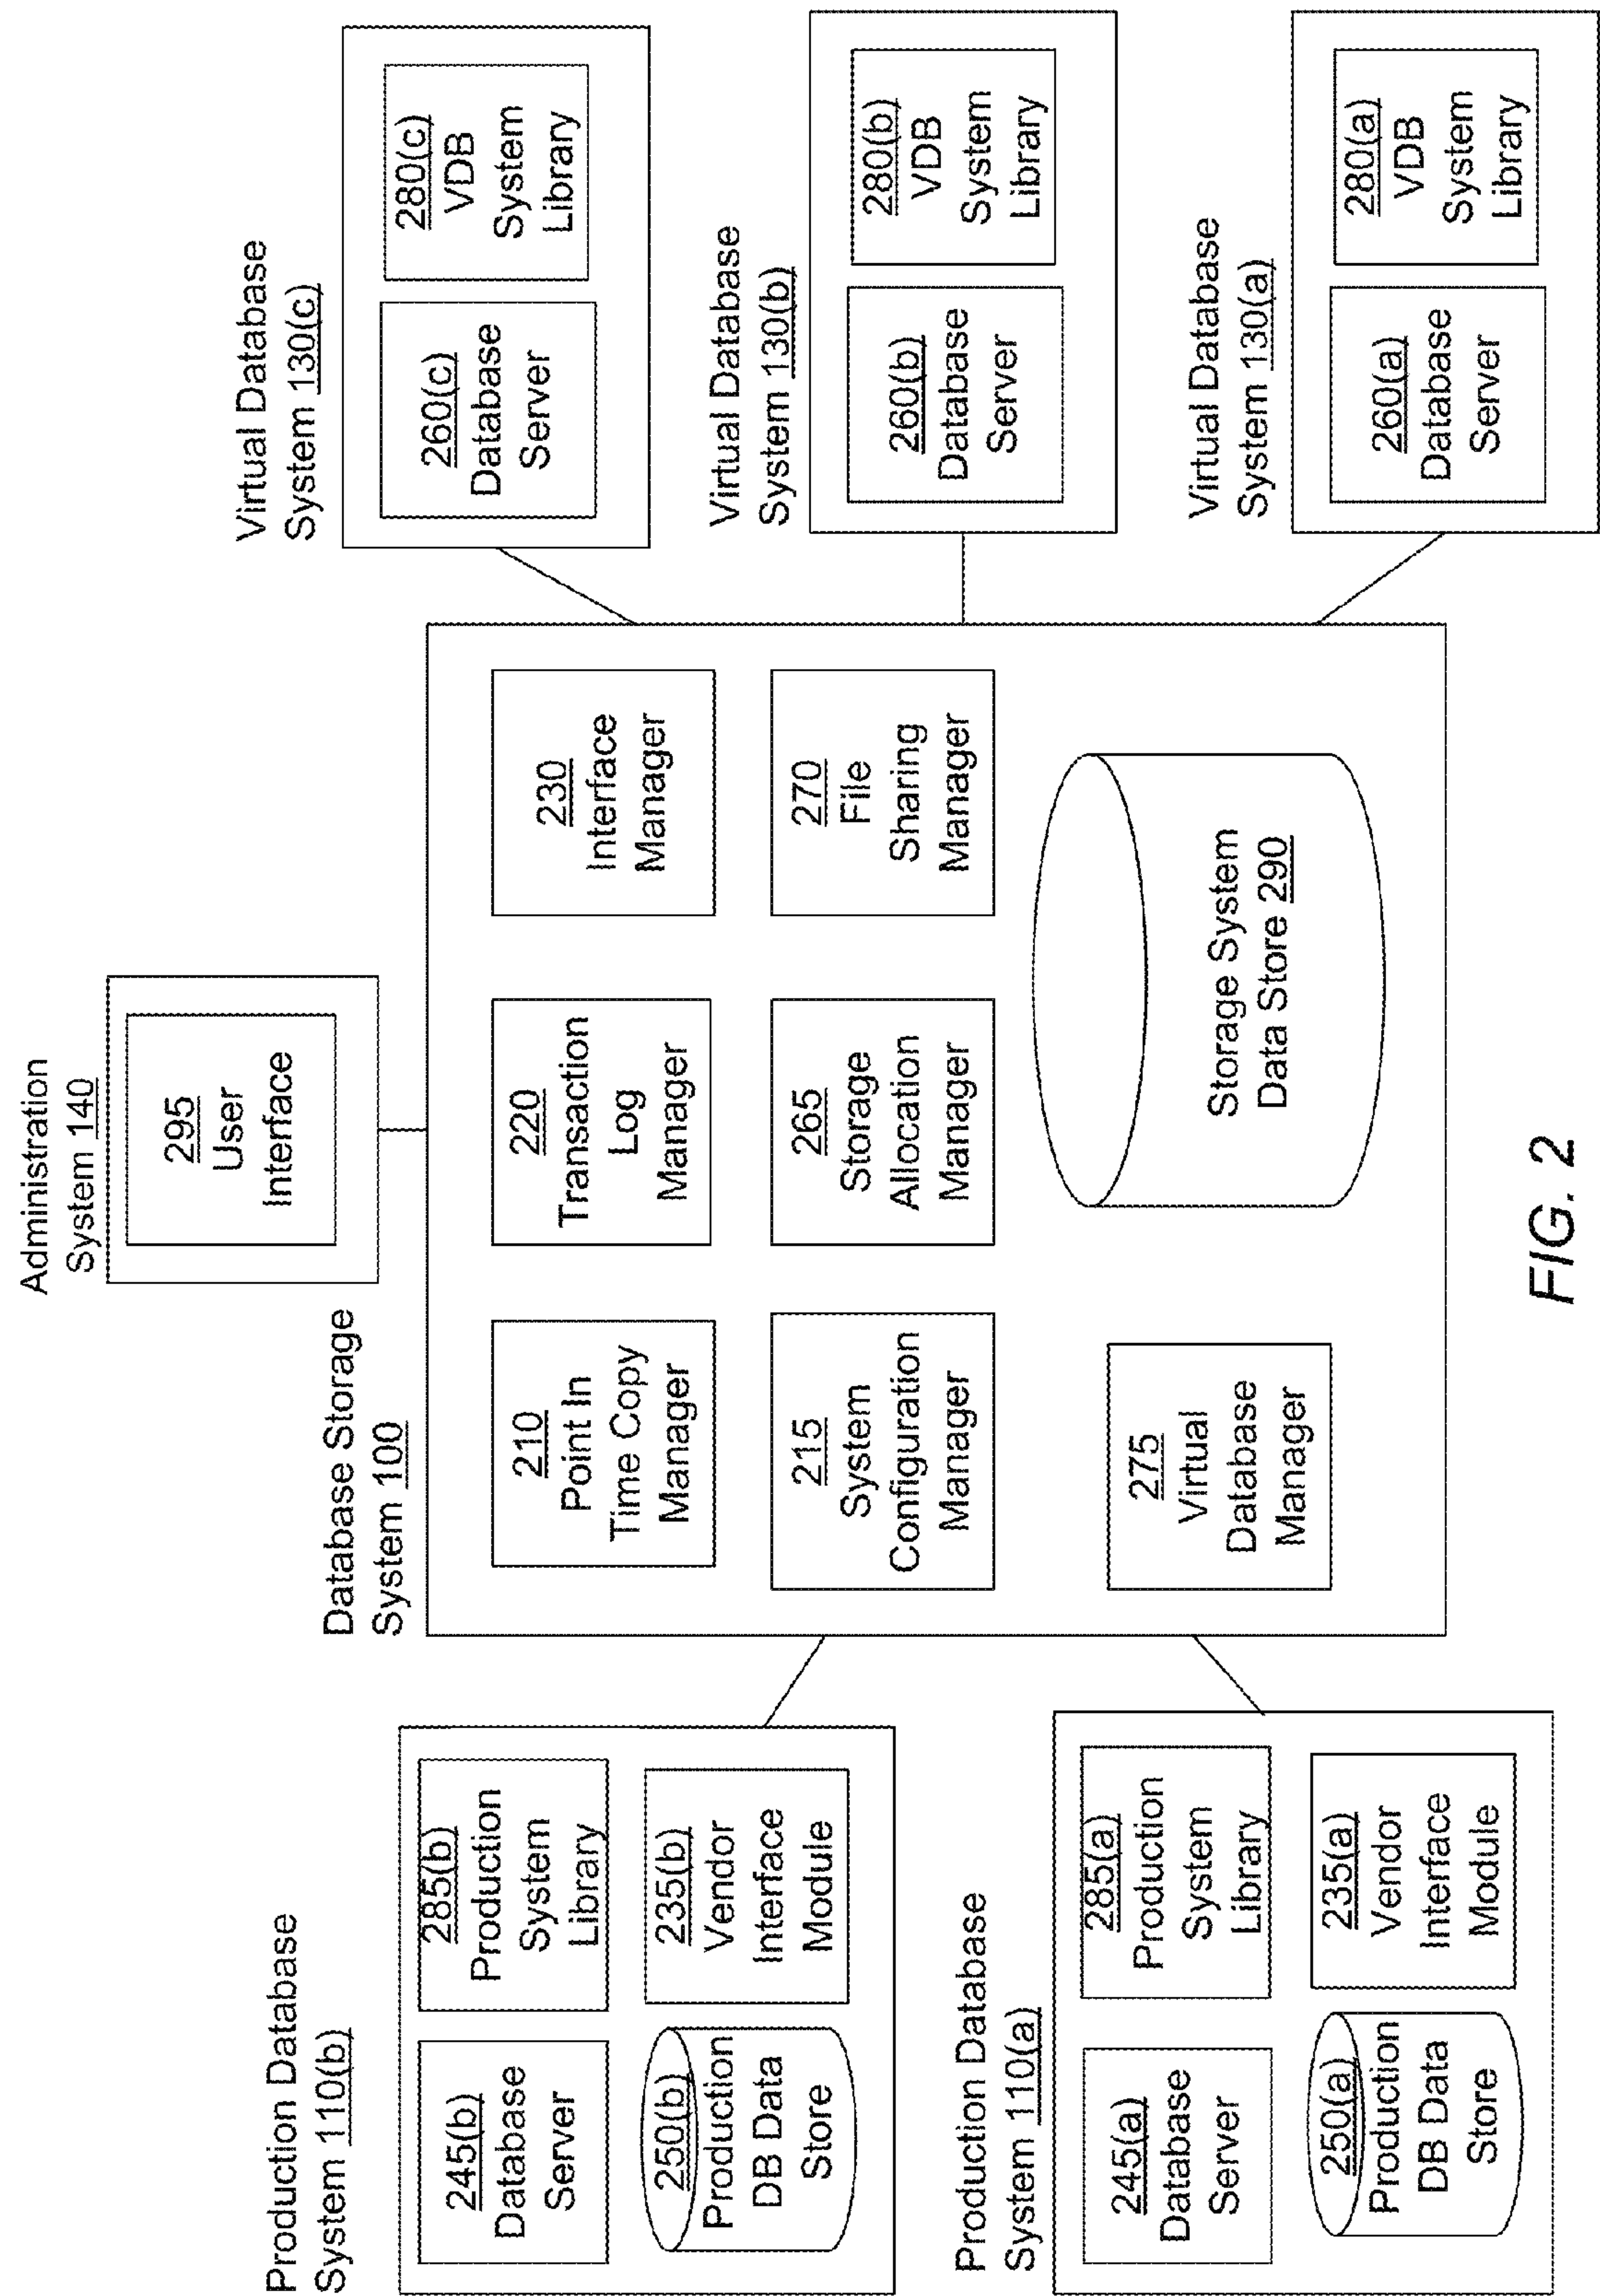 Administration
System 140
295
User
Interface
Production Database
System 110(b)
245(b)
Database
Server
285(b)
Production
System
Library
250(b)
Production
DB Data
Store
235(b)
Vendor
Interface
Module
Production Database
System 110(a)
245(a)
Database
Server
285(a)
Production
System
Library
250(a)
Production
DB Data
Store
235(a)
Vendor
Interface
Module
Database Storage
System 100
210
Point In
Time Copy
Manager
220
Transaction
Log
Manager
230
Interface
Manager
215
System
Configuration
Manager
265
Storage
Allocation
Manager
270
File
Sharing
Manager
275
Virtual
Database
Manager
Storage System
Data Store 290
Virtual Database
System 130(c)
260(c)
Database
Server
280(c)
VDB
System
Library
Virtual Database
System 130(b)
260(b)
Database
Server
280(b)
VDB
System
Library
Virtual Database
System 130(a)
260(a)
Database
Server
280(a)
VDB
System
Library
FIG. 2